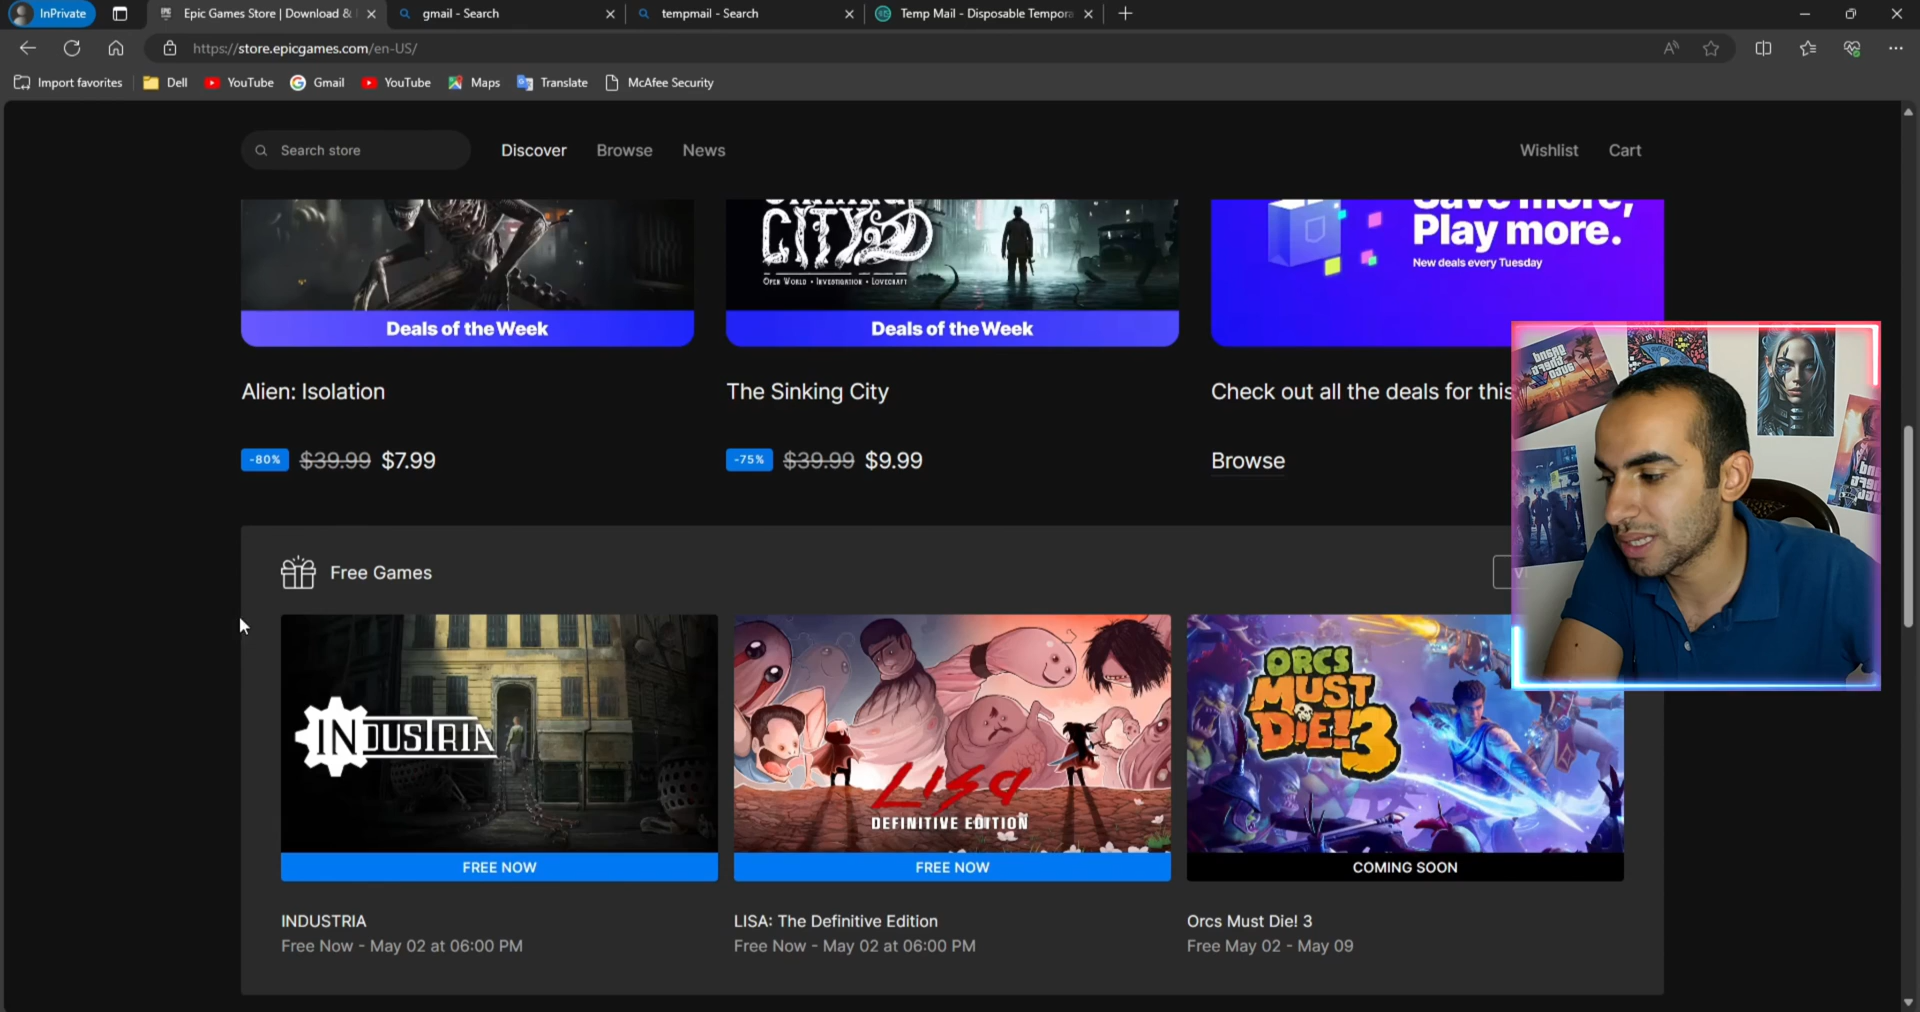 InPrivate
Epic Games Store | Download &
gmail - Search
tempmail - Search
Temp Mail - Disposable Tempora
https://store.epicgames.com/en-US/
Import favorites
Dell
YouTube
Gmail
YouTube
Maps
Translate
McAfee Security
Search store
Discover
Browse
News
Wishlist
Cart
CITY
OPEN WORLD • INVESTIGATION • LOVECRAFT
Save more,
Play more.
New deals every Tuesday
Deals of the Week
Deals of the Week
Alien: Isolation
The Sinking City
Check out all the deals for this
-80% $39.99 $7.99
-75% $39.99 $9.99
Browse
Free Games
INDUSTRIA
LISA
DEFINITIVE EDITION
ORCS
MUST
DIE! 3
FREE NOW
FREE NOW
COMING SOON
INDUSTRIA
Free Now - May 02 at 06:00 PM
LISA: The Definitive Edition
Free Now - May 02 at 06:00 PM
Orcs Must Die! 3
Free May 02 - May 09